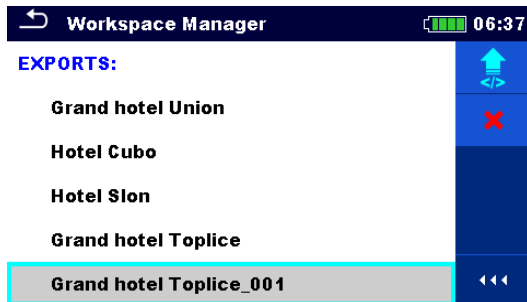 Workspace Manager 06:37
EXPORTS:
</>
Grand hotel Union
Hotel Cubo
Hotel Slon
Grand hotel Toplice
Grand hotel Toplice_001